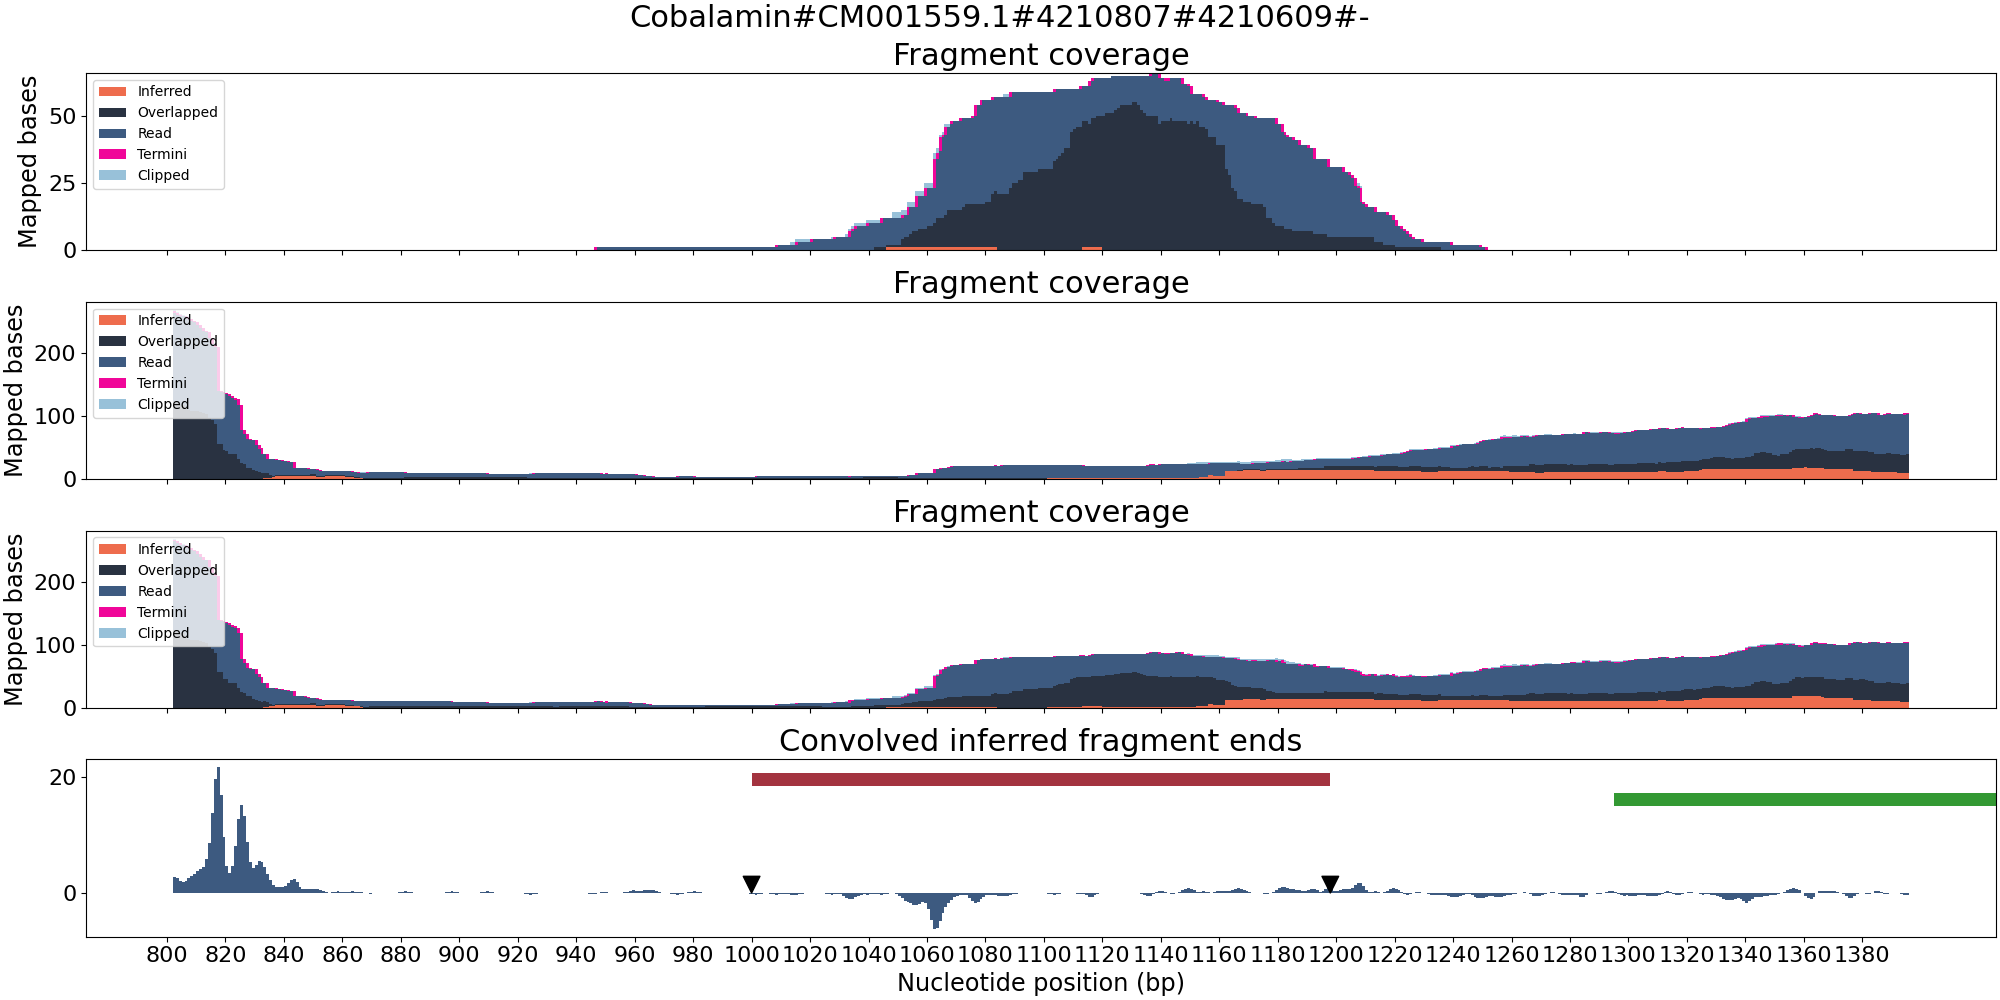 Cobalamin#CM001559.1#4210807#4210609#-
Fragment coverage
Mapped bases
50
25
0
Inferred
Overlapped
Read
Termini
Clipped
Fragment coverage
Mapped bases
200
100
0
Inferred
Overlapped
Read
Termini
Clipped
Fragment coverage
Mapped bases
200
100
0
Inferred
Overlapped
Read
Termini
Clipped
Convolved inferred fragment ends
20
0
800 820 840 860 880 900 920 940 960 980 1000 1020 1040 1060 1080 1100 1120 1140 1160 1180 1200 1220 1240 1260 1280 1300 1320 1340 1360 1380
Nucleotide position (bp)